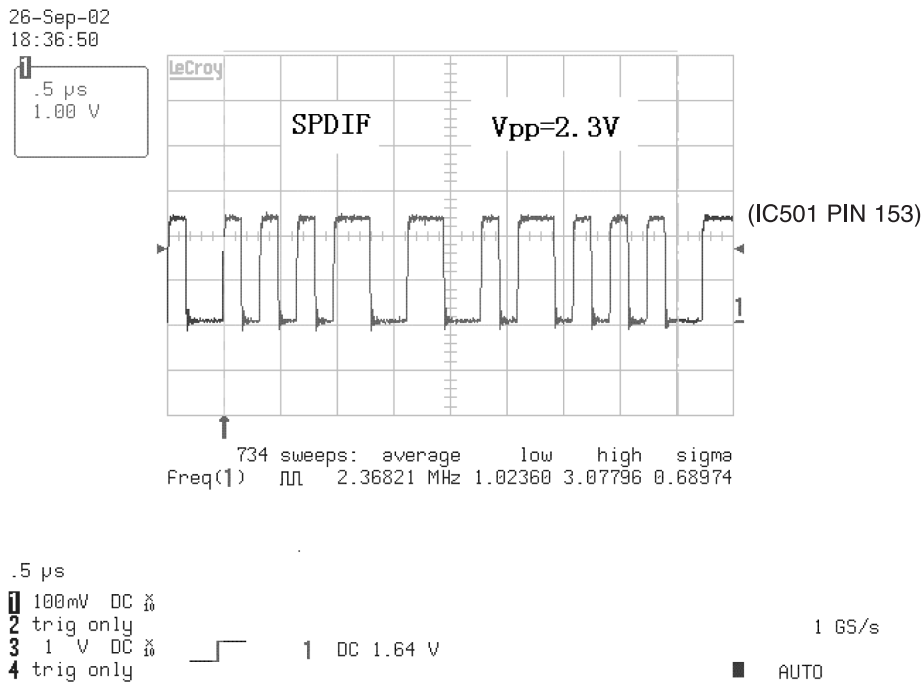 26-Sep-02
18:36:50
1
.5 µs
1.00 V
LeCroy
SPDIF
Vpp=2.3V
(IC501 PIN 153)
1
734 sweeps: average low high sigma
Freq(1) 2.36821 MHz 1.02360 3.07796 0.68974
.5 µs
1 100mV DC X10
2 trig only
3 1 V DC X10
4 trig only
1 DC 1.64 V
1 GS/s
AUTO